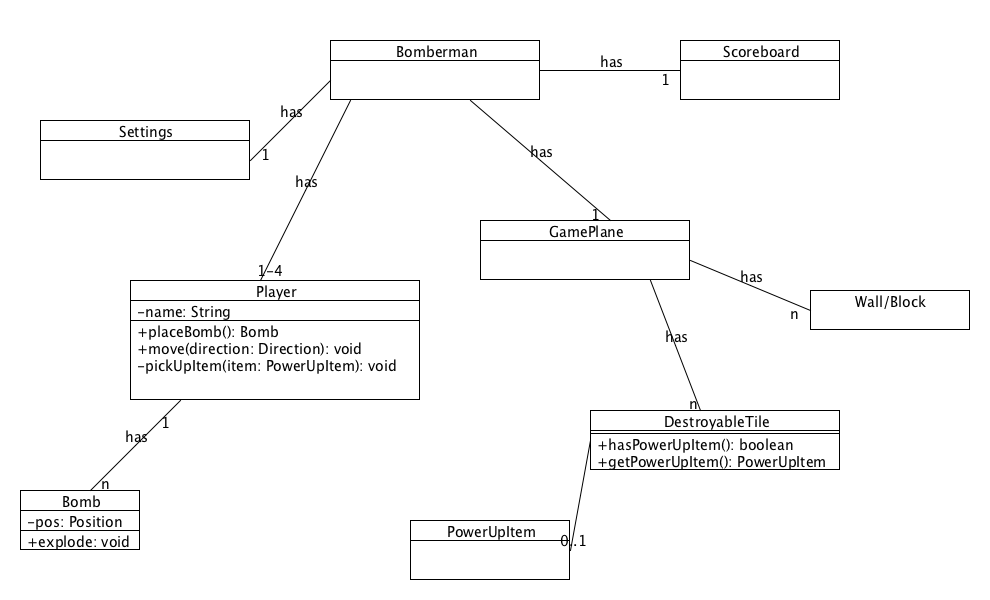 Bomberman
has
1
Scoreboard
has
1
Settings
has
1-4
has
1
GamePlane
has
n
Wall/Block
Player
-name: String
+placeBomb(): Bomb
+move(direction: Direction): void
-pickUpItem(item: PowerUpItem): void
has
n
DestroyableTile
+hasPowerUpItem(): boolean
+getPowerUpItem(): PowerUpItem
1
has
n
Bomb
-pos: Position
+explode: void
PowerUpItem
0..1